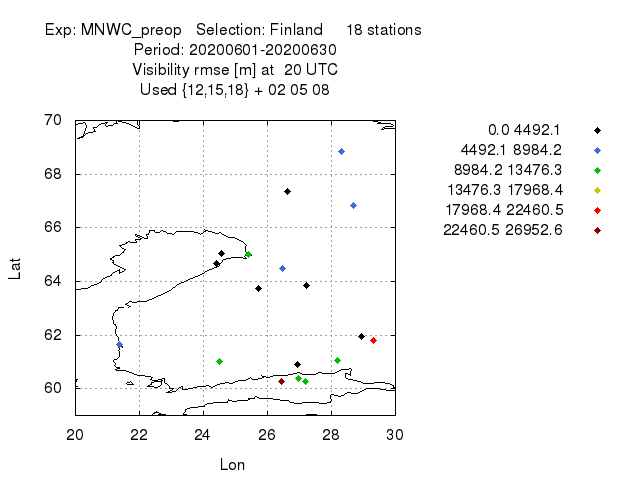 Exp: MNWC_preop Selection: Finland 18 stations
Period: 20200601-20200630
Visibility rmse [m] at 20 UTC
Used {12,15,18} + 02 05 08
70
68
66
64
62
60
20 22 24 26 28 30
Lat
Lon
0.0 4492.1
4492.1 8984.2
8984.2 13476.3
13476.3 17968.4
17968.4 22460.5
22460.5 26952.6